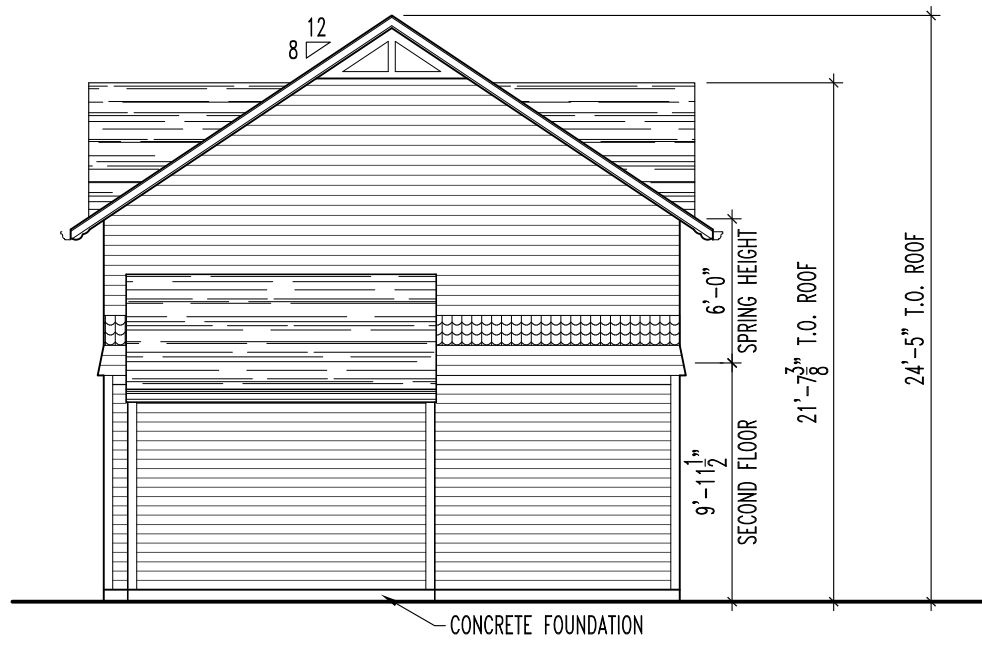 12
8
6'-0" SPRING HEIGHT
9'-11 1/2" SECOND FLOOR
21'-7 3/8" T.O. ROOF
24'-5" T.O. ROOF
CONCRETE FOUNDATION